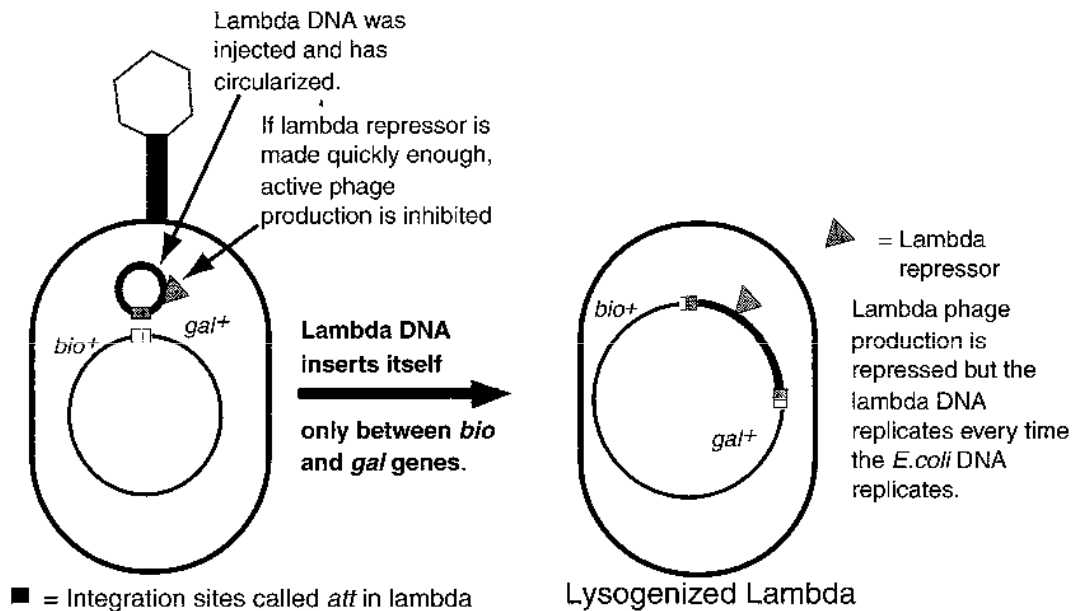 Lambda DNA was
injected and has
circularized.
If lambda repressor is
made quickly enough,
active phage
production is inhibited
bio+
gal+
Lambda DNA
inserts itself
only between bio
and gal genes.
bio+
gal+
= Lambda
repressor
Lambda phage
production is
repressed but the
lambda DNA
replicates every time
the E.coli DNA
replicates.
= Integration sites called att in lambda
Lysogenized Lambda